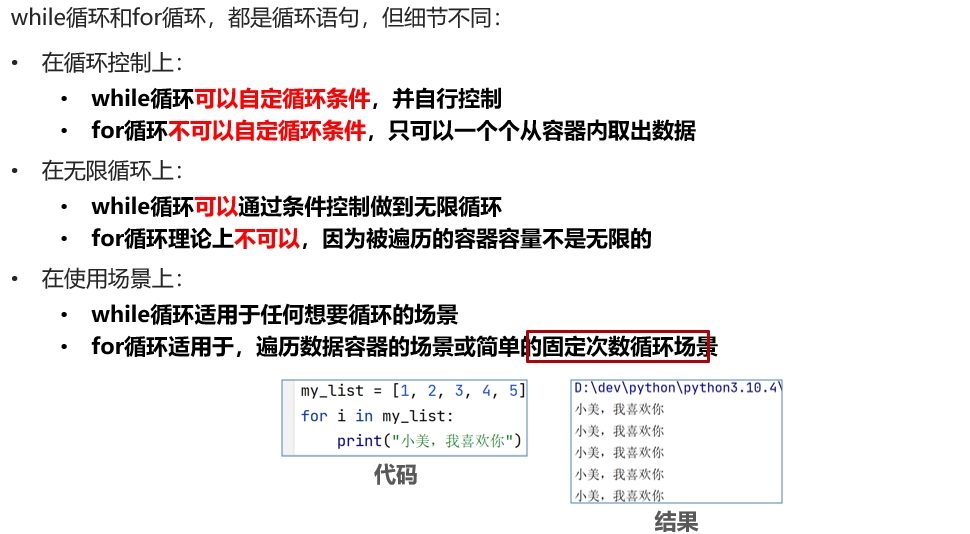 while循环和for循环，都是循环语句，但细节不同：
• 在循环控制上：
• while循环可以自定循环条件，并自行控制
• for循环不可以自定循环条件，只可以一个个从容器内取出数据
• 在无限循环上：
• while循环可以通过条件控制做到无限循环
• for循环理论上不可以，因为被遍历的容器容量不是无限的
• 在使用场景上：
• while循环适用于任何想要循环的场景
• for循环适用于，遍历数据容器的场景或简单的固定次数循环场景
my_list = [1, 2, 3, 4, 5]
for i in my_list:
print("小美，我喜欢你")
代码
D:\dev\python\python3.10.4\
小美，我喜欢你
小美，我喜欢你
小美，我喜欢你
小美，我喜欢你
小美，我喜欢你
结果